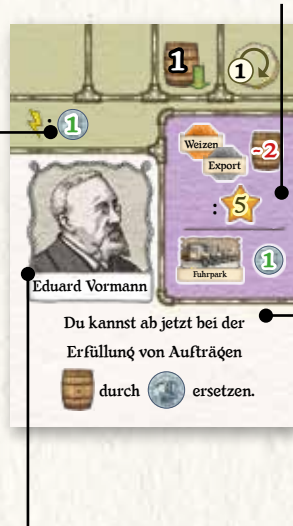 1
1
: 1
Weizen
Export
-2
: 5
Fuhrpark
1
Eduard Vormann
Du kannst ab jetzt bei der
Erfüllung von Aufträgen
durch ersetzen.